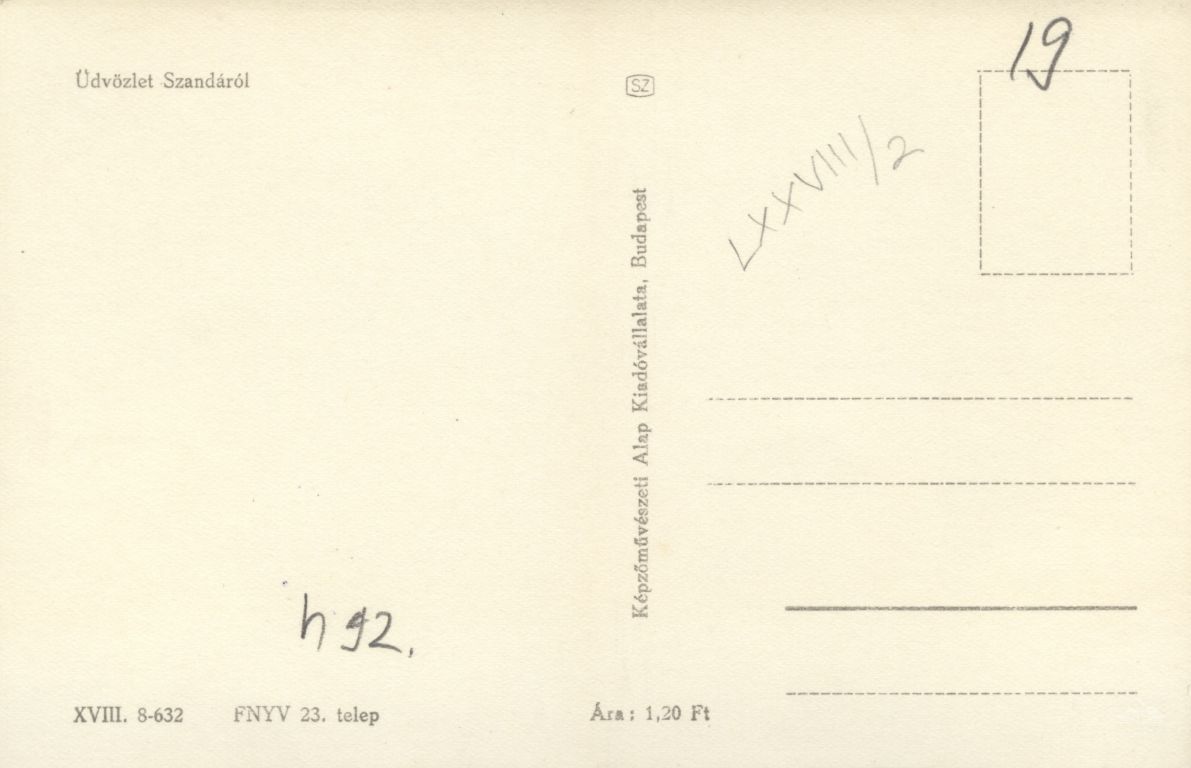 Üdvözlet Szandáról
SZ
19
LXXVIII/2
Képzőművészeti Alap Kiadóvállalata, Budapest
h 92.
XVIII. 8-632 FNYV 23. telep
Ára: 1,20 Ft